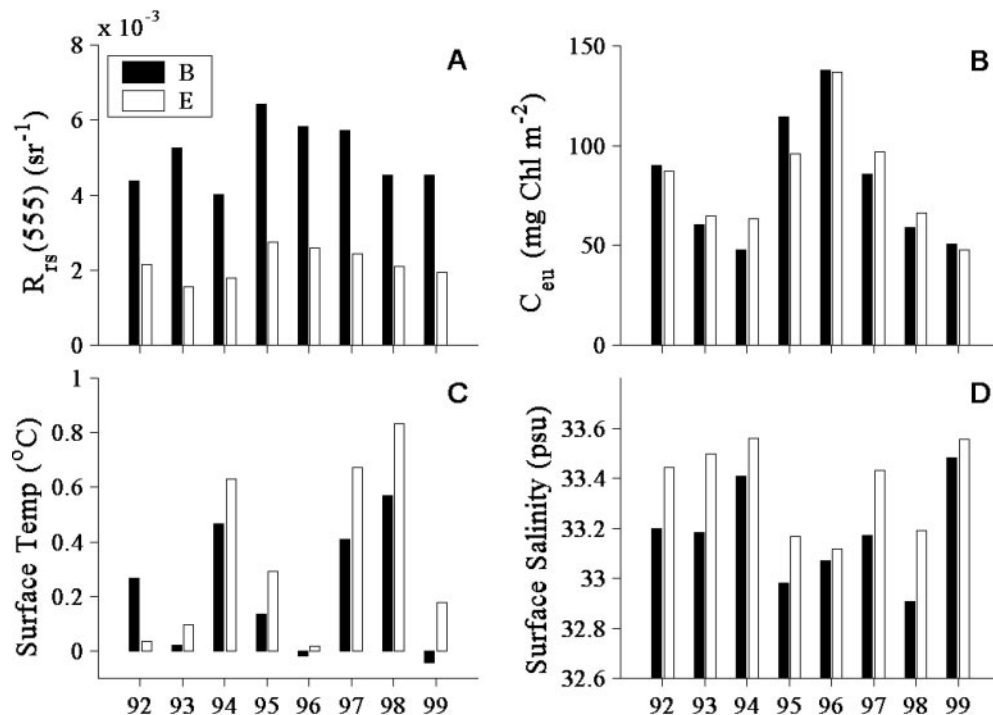 x 10⁻³
8
6
4
2
0
R_rs(555) (sr⁻¹)
A
B
E
150
100
50
0
C_eu (mg Chl m⁻²)
B
1
0.8
0.6
0.4
0.2
0
Surface Temp (°C)
C
92 93 94 95 96 97 98 99
33.6
33.4
33.2
33
32.8
32.6
Surface Salinity (psu)
D
92 93 94 95 96 97 98 99